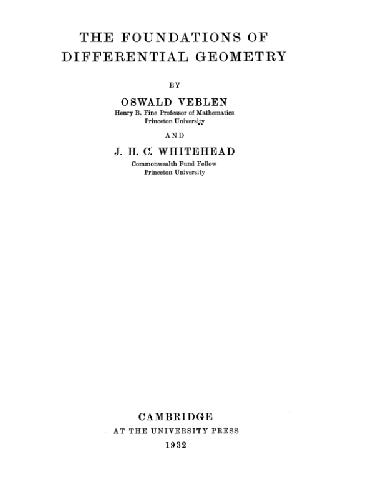 THE FOUNDATIONS OF
DIFFERENTIAL GEOMETRY
BY
OSWALD VEBLEN
Henry B. Fine Professor of Mathematics
Princeton University
AND
J. H. C. WHITEHEAD
Commonwealth Fund Fellow
Princeton University
CAMBRIDGE
AT THE UNIVERSITY PRESS
1932